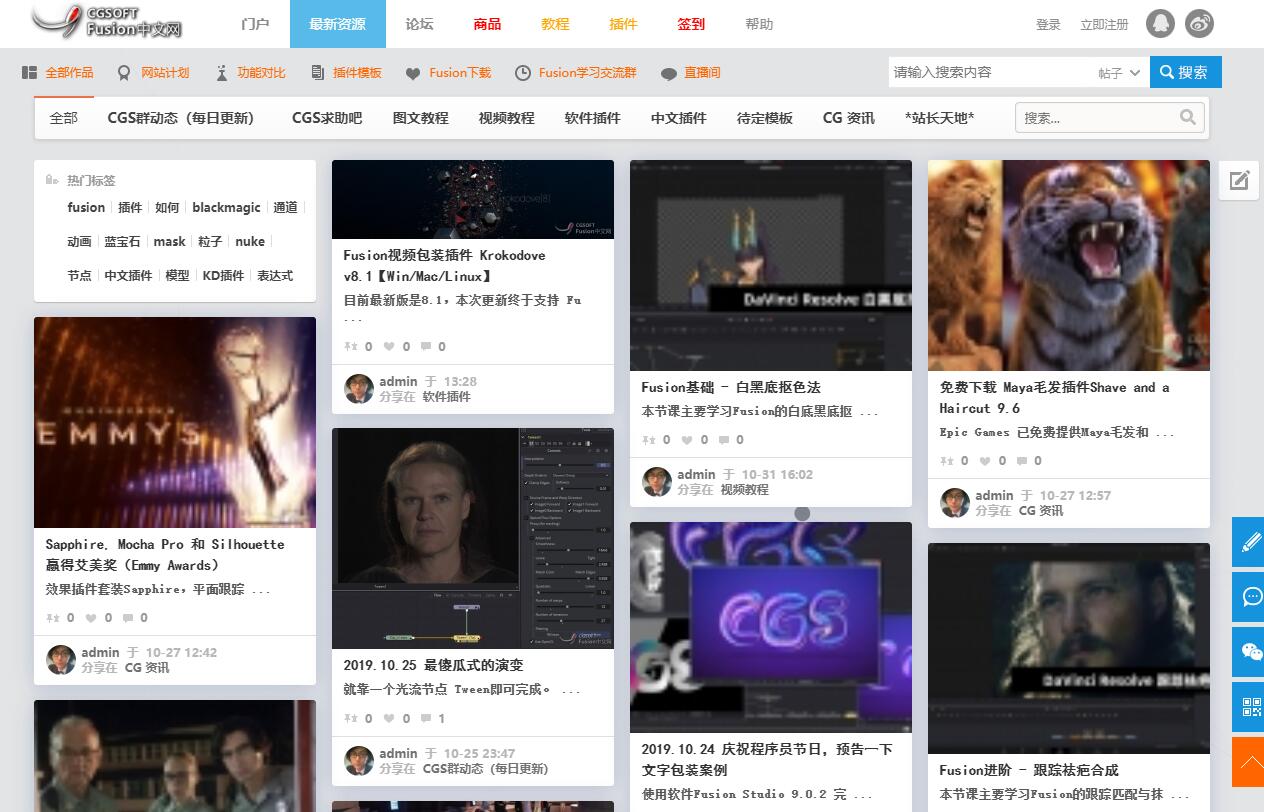 CGSOFT
Fusion中文网
门户 最新资源 论坛 商品 教程 插件 签到 帮助
登录 立即注册
全部作品 网站计划 功能对比 插件模板 Fusion下载 Fusion学习交流群 直播间
请输入搜索内容 帖子 搜索
全部 CGS群动态（每日更新） CGS求助吧 图文教程 视频教程 软件插件 中文插件 待定模板 CG 资讯 *站长天地*
搜索...
热门标签
fusion 插件 如何 blackmagic 通道
动画 蓝宝石 mask 粒子 nuke
节点 中文插件 模型 KD插件 表达式
EMMYS
Sapphire, Mocha Pro 和 Silhouette
赢得艾美奖（Emmy Awards）
效果插件套装Sapphire，平面跟踪 ...
0 0 0
admin 于 10-27 12:42
分享在 CG 资讯
CGSOFT
Fusion中文网
Fusion视频包装插件 Krokodove
v8.1【Win/Mac/Linux】
目前最新版是8.1，本次更新终于支持 Fu
...
0 0 0
admin 于 13:28
分享在 软件插件
2019.10.25 最傻瓜式的演变
就靠一个光流节点 Tween即可完成。 ...
0 0 1
admin 于 10-25 23:47
分享在 CGS群动态（每日更新）
DaVinci Resolve 白黑底
Fusion基础 - 白黑底抠色法
本节课主要学习Fusion的白底黑底抠 ...
0 0 0
admin 于 10-31 16:02
分享在 视频教程
CGS
2019.10.24 庆祝程序员节日，预告一下
文字包装案例
使用软件Fusion Studio 9.0.2 完 ...
免费下载 Maya毛发插件Shave and a
Haircut 9.6
Epic Games 已免费提供Maya毛发和 ...
0 0 0
admin 于 10-27 12:57
分享在 CG 资讯
DaVinci Resolve
Fusion进阶 - 跟踪祛疤合成
本节课主要学习Fusion的跟踪匹配与抹 ...